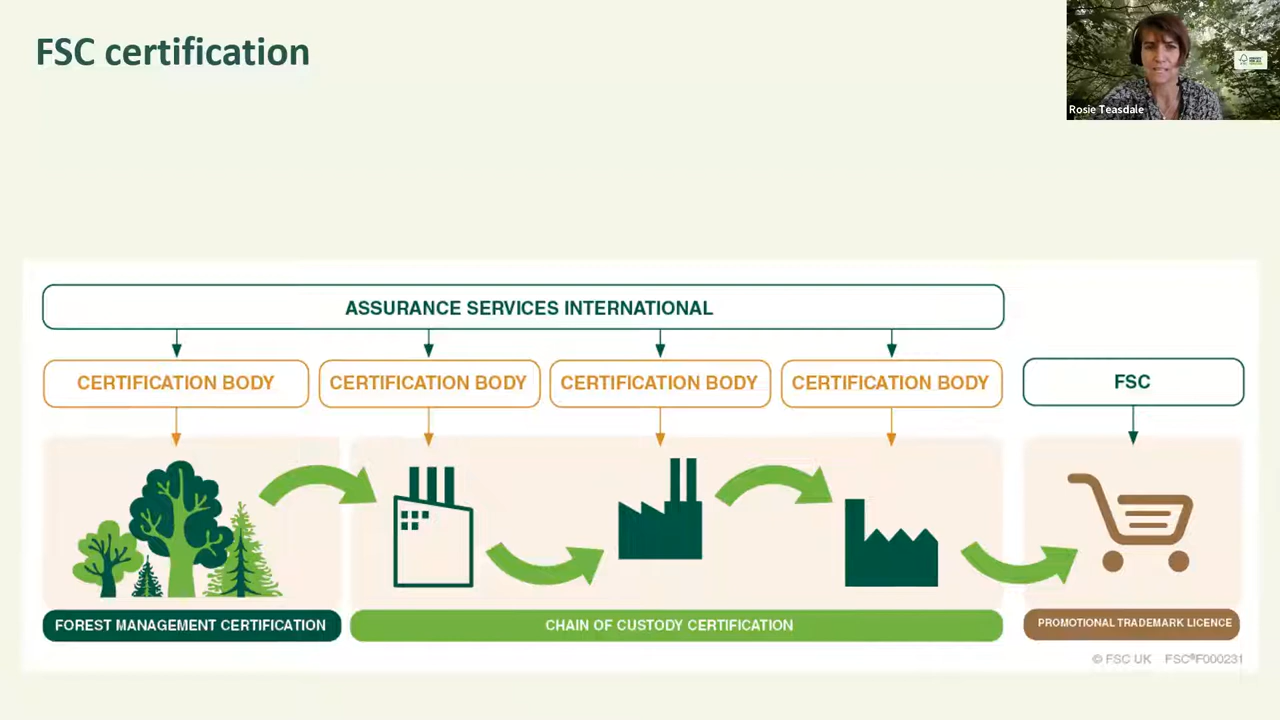 FSC certification
Rosie Teasdale
ASSURANCE SERVICES INTERNATIONAL
CERTIFICATION BODY
CERTIFICATION BODY
CERTIFICATION BODY
CERTIFICATION BODY
FSC
FOREST MANAGEMENT CERTIFICATION
CHAIN OF CUSTODY CERTIFICATION
PROMOTIONAL TRADEMARK LICENCE
© FSC UK FSC®F000231